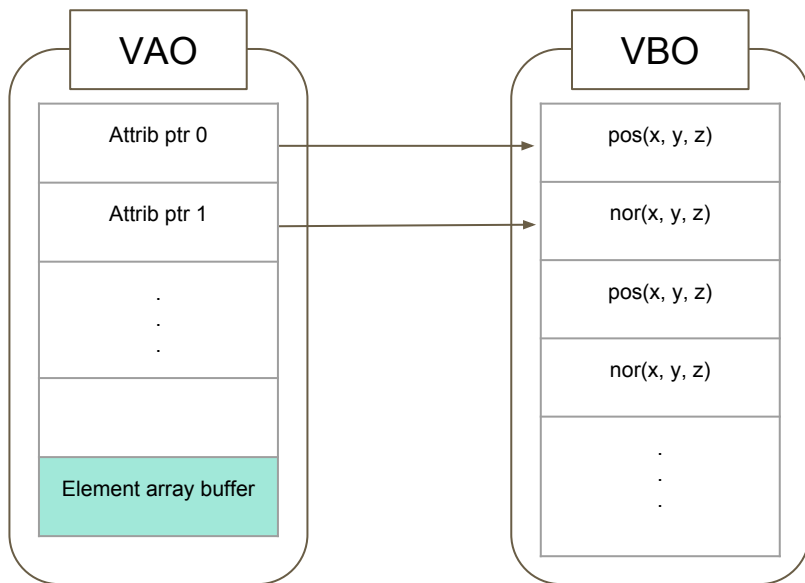 VAO
Attrib ptr 0
Attrib ptr 1
.
.
.
Element array buffer
VBO
pos(x, y, z)
nor(x, y, z)
pos(x, y, z)
nor(x, y, z)
.
.
.